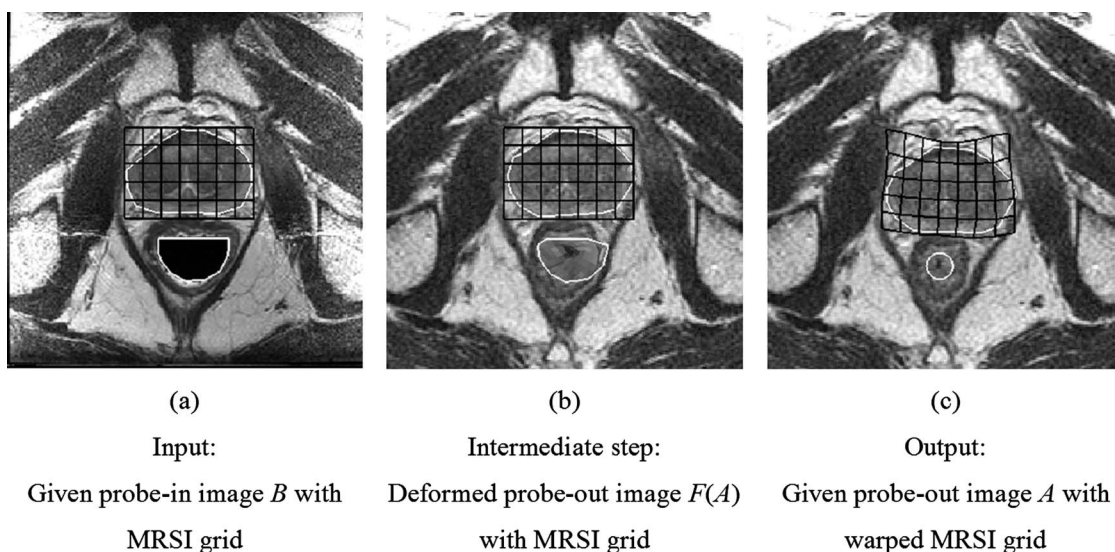 (a)
Input:
Given probe-in image B with
MRSI grid
(b)
Intermediate step:
Deformed probe-out image F(A)
with MRSI grid
(c)
Output:
Given probe-out image A with
warped MRSI grid